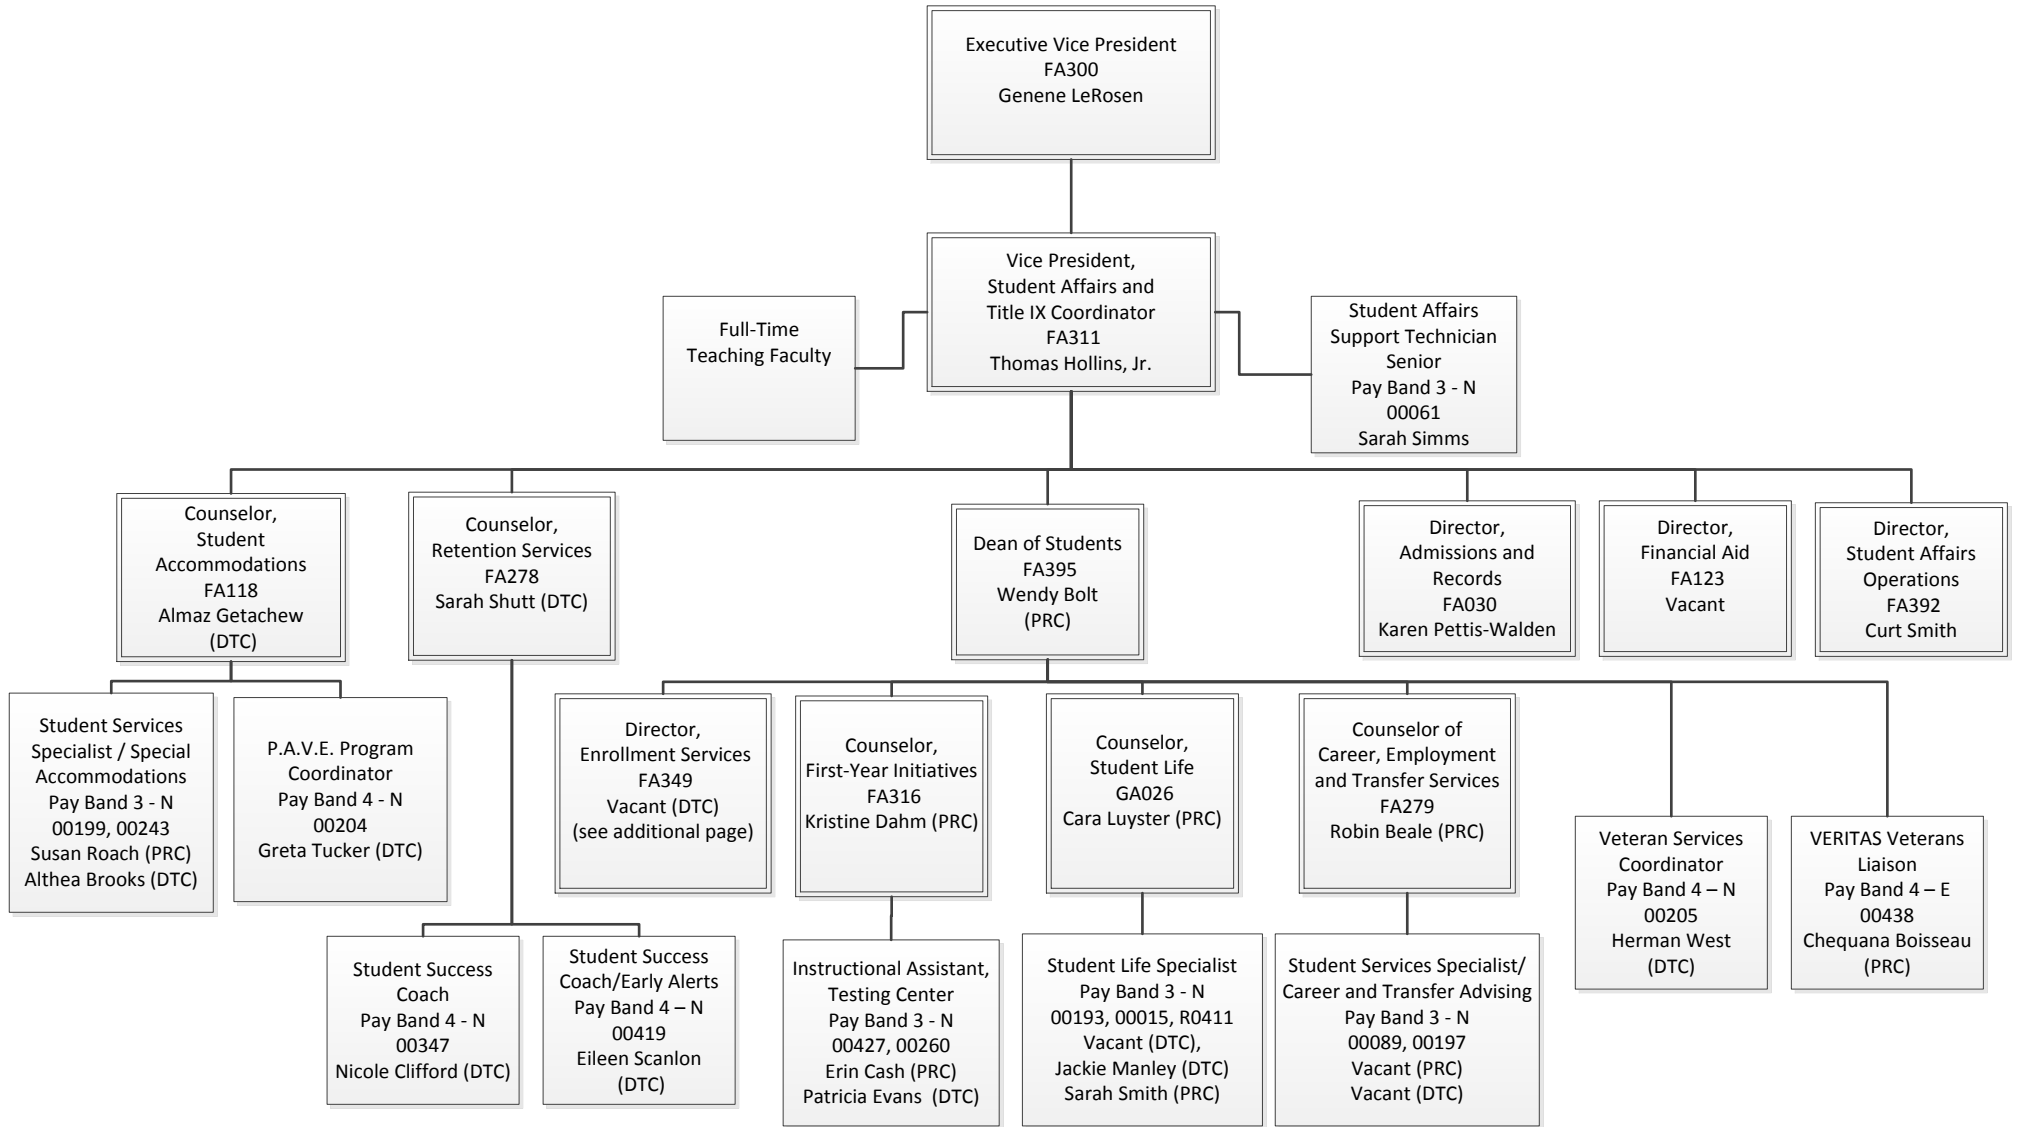 Executive Vice President
FA300
Genene LeRosen
Vice President,
Student Affairs and
Title IX Coordinator
FA311
Thomas Hollins, Jr.
Full-Time
Teaching Faculty
Student Affairs
Support Technician
Senior
Pay Band 3 - N
00061
Sarah Simms
Counselor,
Student
Accommodations
FA118
Almaz Getachew
(DTC)
Counselor,
Retention Services
FA278
Sarah Shutt (DTC)
Dean of Students
FA395
Wendy Bolt
(PRC)
Director,
Admissions and
Records
FA030
Karen Pettis-Walden
Director,
Financial Aid
FA123
Vacant
Director,
Student Affairs
Operations
FA392
Curt Smith
Student Services
Specialist / Special
Accommodations
Pay Band 3 - N
00199, 00243
Susan Roach (PRC)
Althea Brooks (DTC)
P.A.V.E. Program
Coordinator
Pay Band 4 - N
00204
Greta Tucker (DTC)
Director,
Enrollment Services
FA349
Vacant (DTC)
(see additional page)
Counselor,
First-Year Initiatives
FA316
Kristine Dahm (PRC)
Counselor,
Student Life
GA026
Cara Luyster (PRC)
Counselor of
Career, Employment
and Transfer Services
FA279
Robin Beale (PRC)
Veteran Services
Coordinator
Pay Band 4 – N
00205
Herman West
(DTC)
VERITAS Veterans
Liaison
Pay Band 4 – E
00438
Chequana Boisseau
(PRC)
Student Success
Coach
Pay Band 4 - N
00347
Nicole Clifford (DTC)
Student Success
Coach/Early Alerts
Pay Band 4 – N
00419
Eileen Scanlon
(DTC)
Instructional Assistant,
Testing Center
Pay Band 3 - N
00427, 00260
Erin Cash (PRC)
Patricia Evans  (DTC)
Student Life Specialist
Pay Band 3 - N
00193, 00015, R0411
Vacant (DTC),
Jackie Manley (DTC)
Sarah Smith (PRC)
Student Services Specialist/
Career and Transfer Advising
Pay Band 3 - N
00089, 00197
Vacant (PRC)
Vacant (DTC)